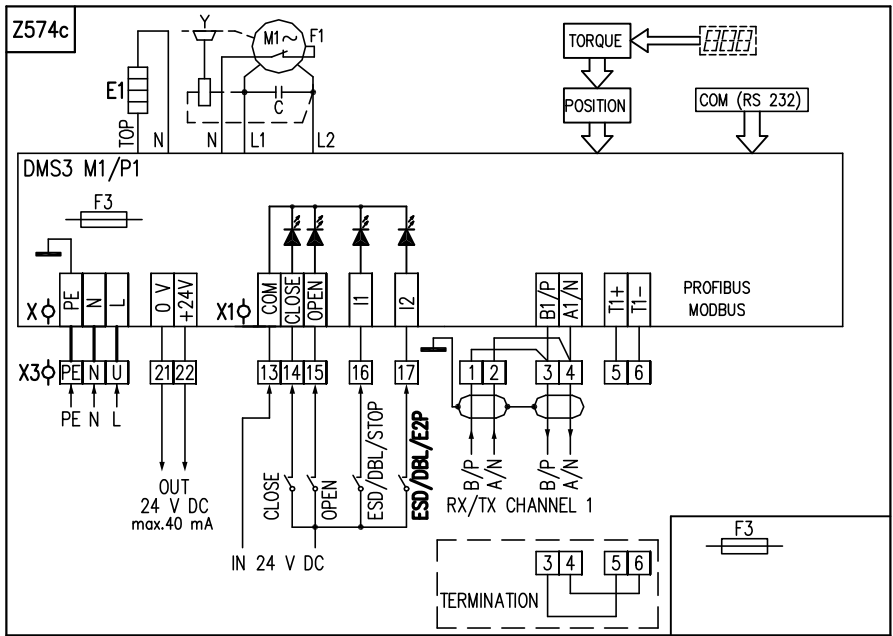 Z574c
Y
M1~
F1
TORQUE
E1
C
POSITION
COM (RS 232)
TOP
N
N
L1
L2
DMS3 M1/P1
F3
PE
N
L
0 V
+24V
COM
CLOSE
OPEN
I1
I2
B1/P
A1/N
T1+
T1-
PROFIBUS
MODBUS
X
X1
X3
PE
N
U
21
22
13
14
15
16
17
1
2
3
4
5
6
PE N L
OUT
24 V DC
max.40 mA
CLOSE
OPEN
ESD/DBL/STOP
ESD/DBL/E2P
B/P
A/N
B/P
A/N
RX/TX CHANNEL 1
IN 24 V DC
F3
3
4
5
6
TERMINATION